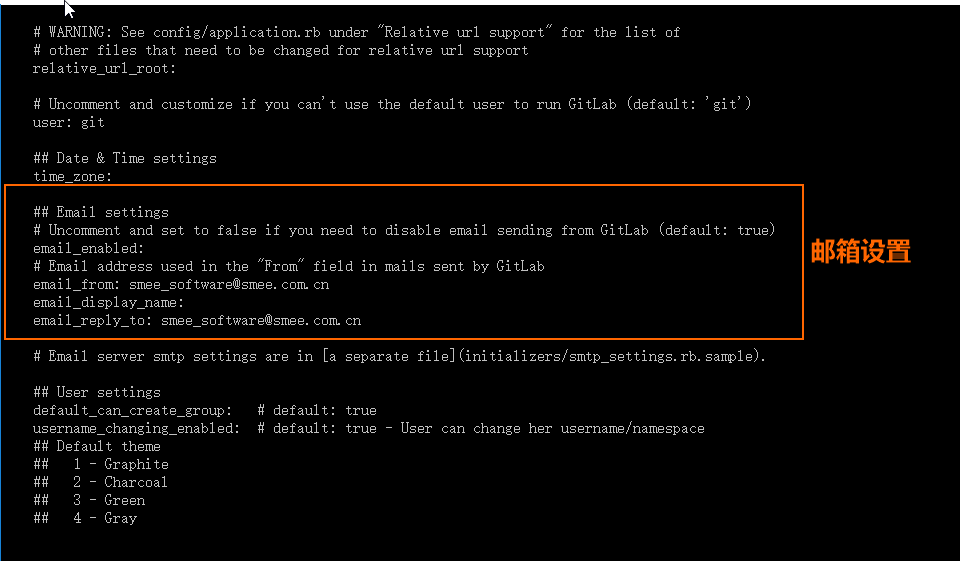 # WARNING: See config/application.rb under "Relative url support" for the list of
# other files that need to be changed for relative url support
relative_url_root:
# Uncomment and customize if you can't use the default user to run GitLab (default: 'git')
user: git
## Date & Time settings
time_zone:
## Email settings
# Uncomment and set to false if you need to disable email sending from GitLab (default: true)
email_enabled:
# Email address used in the "From" field in mails sent by GitLab
email_from: smee_software@smee.com.cn
email_display_name:
email_reply_to: smee_software@smee.com.cn
邮箱设置
# Email server smtp settings are in [a separate file](initializers/smtp_settings.rb.sample).
## User settings
default_can_create_group:   # default: true
username_changing_enabled:  # default: true - User can change her username/namespace
## Default theme
##   1 - Graphite
##   2 - Charcoal
##   3 - Green
##   4 - Gray